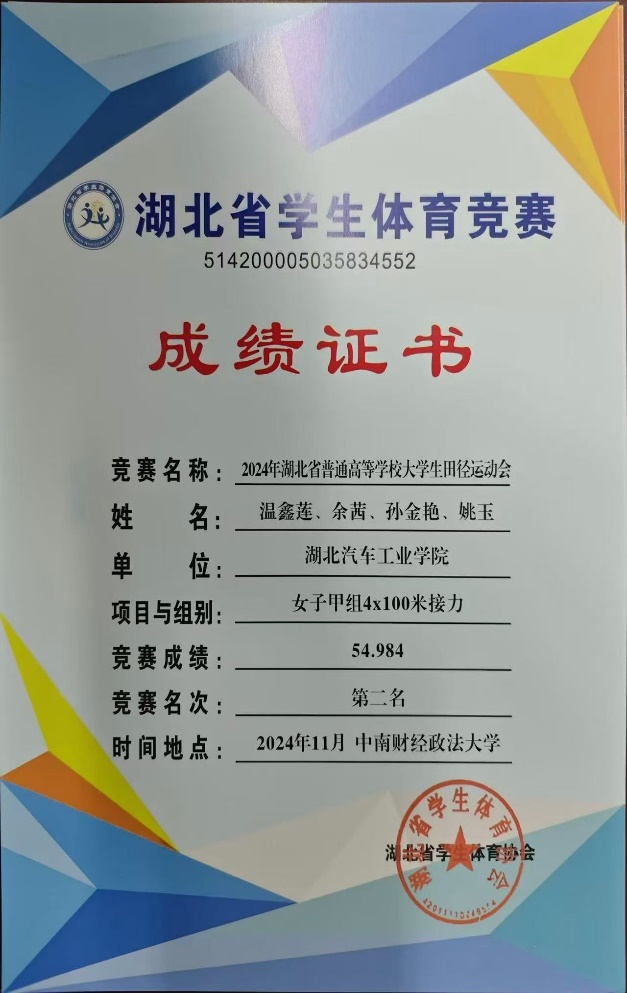 湖北省学生体育竞赛
514200005035834552
成绩证书
竞赛名称：2024年湖北省普通高等学校大学生田径运动会
姓名：温鑫莲、余茜、孙金艳、姚玉
单位：湖北汽车工业学院
项目与组别：女子甲组4x100米接力
竞赛成绩：54.984
竞赛名次：第二名
时间地点：2024年11月 中南财经政法大学
湖北省学生体育协会